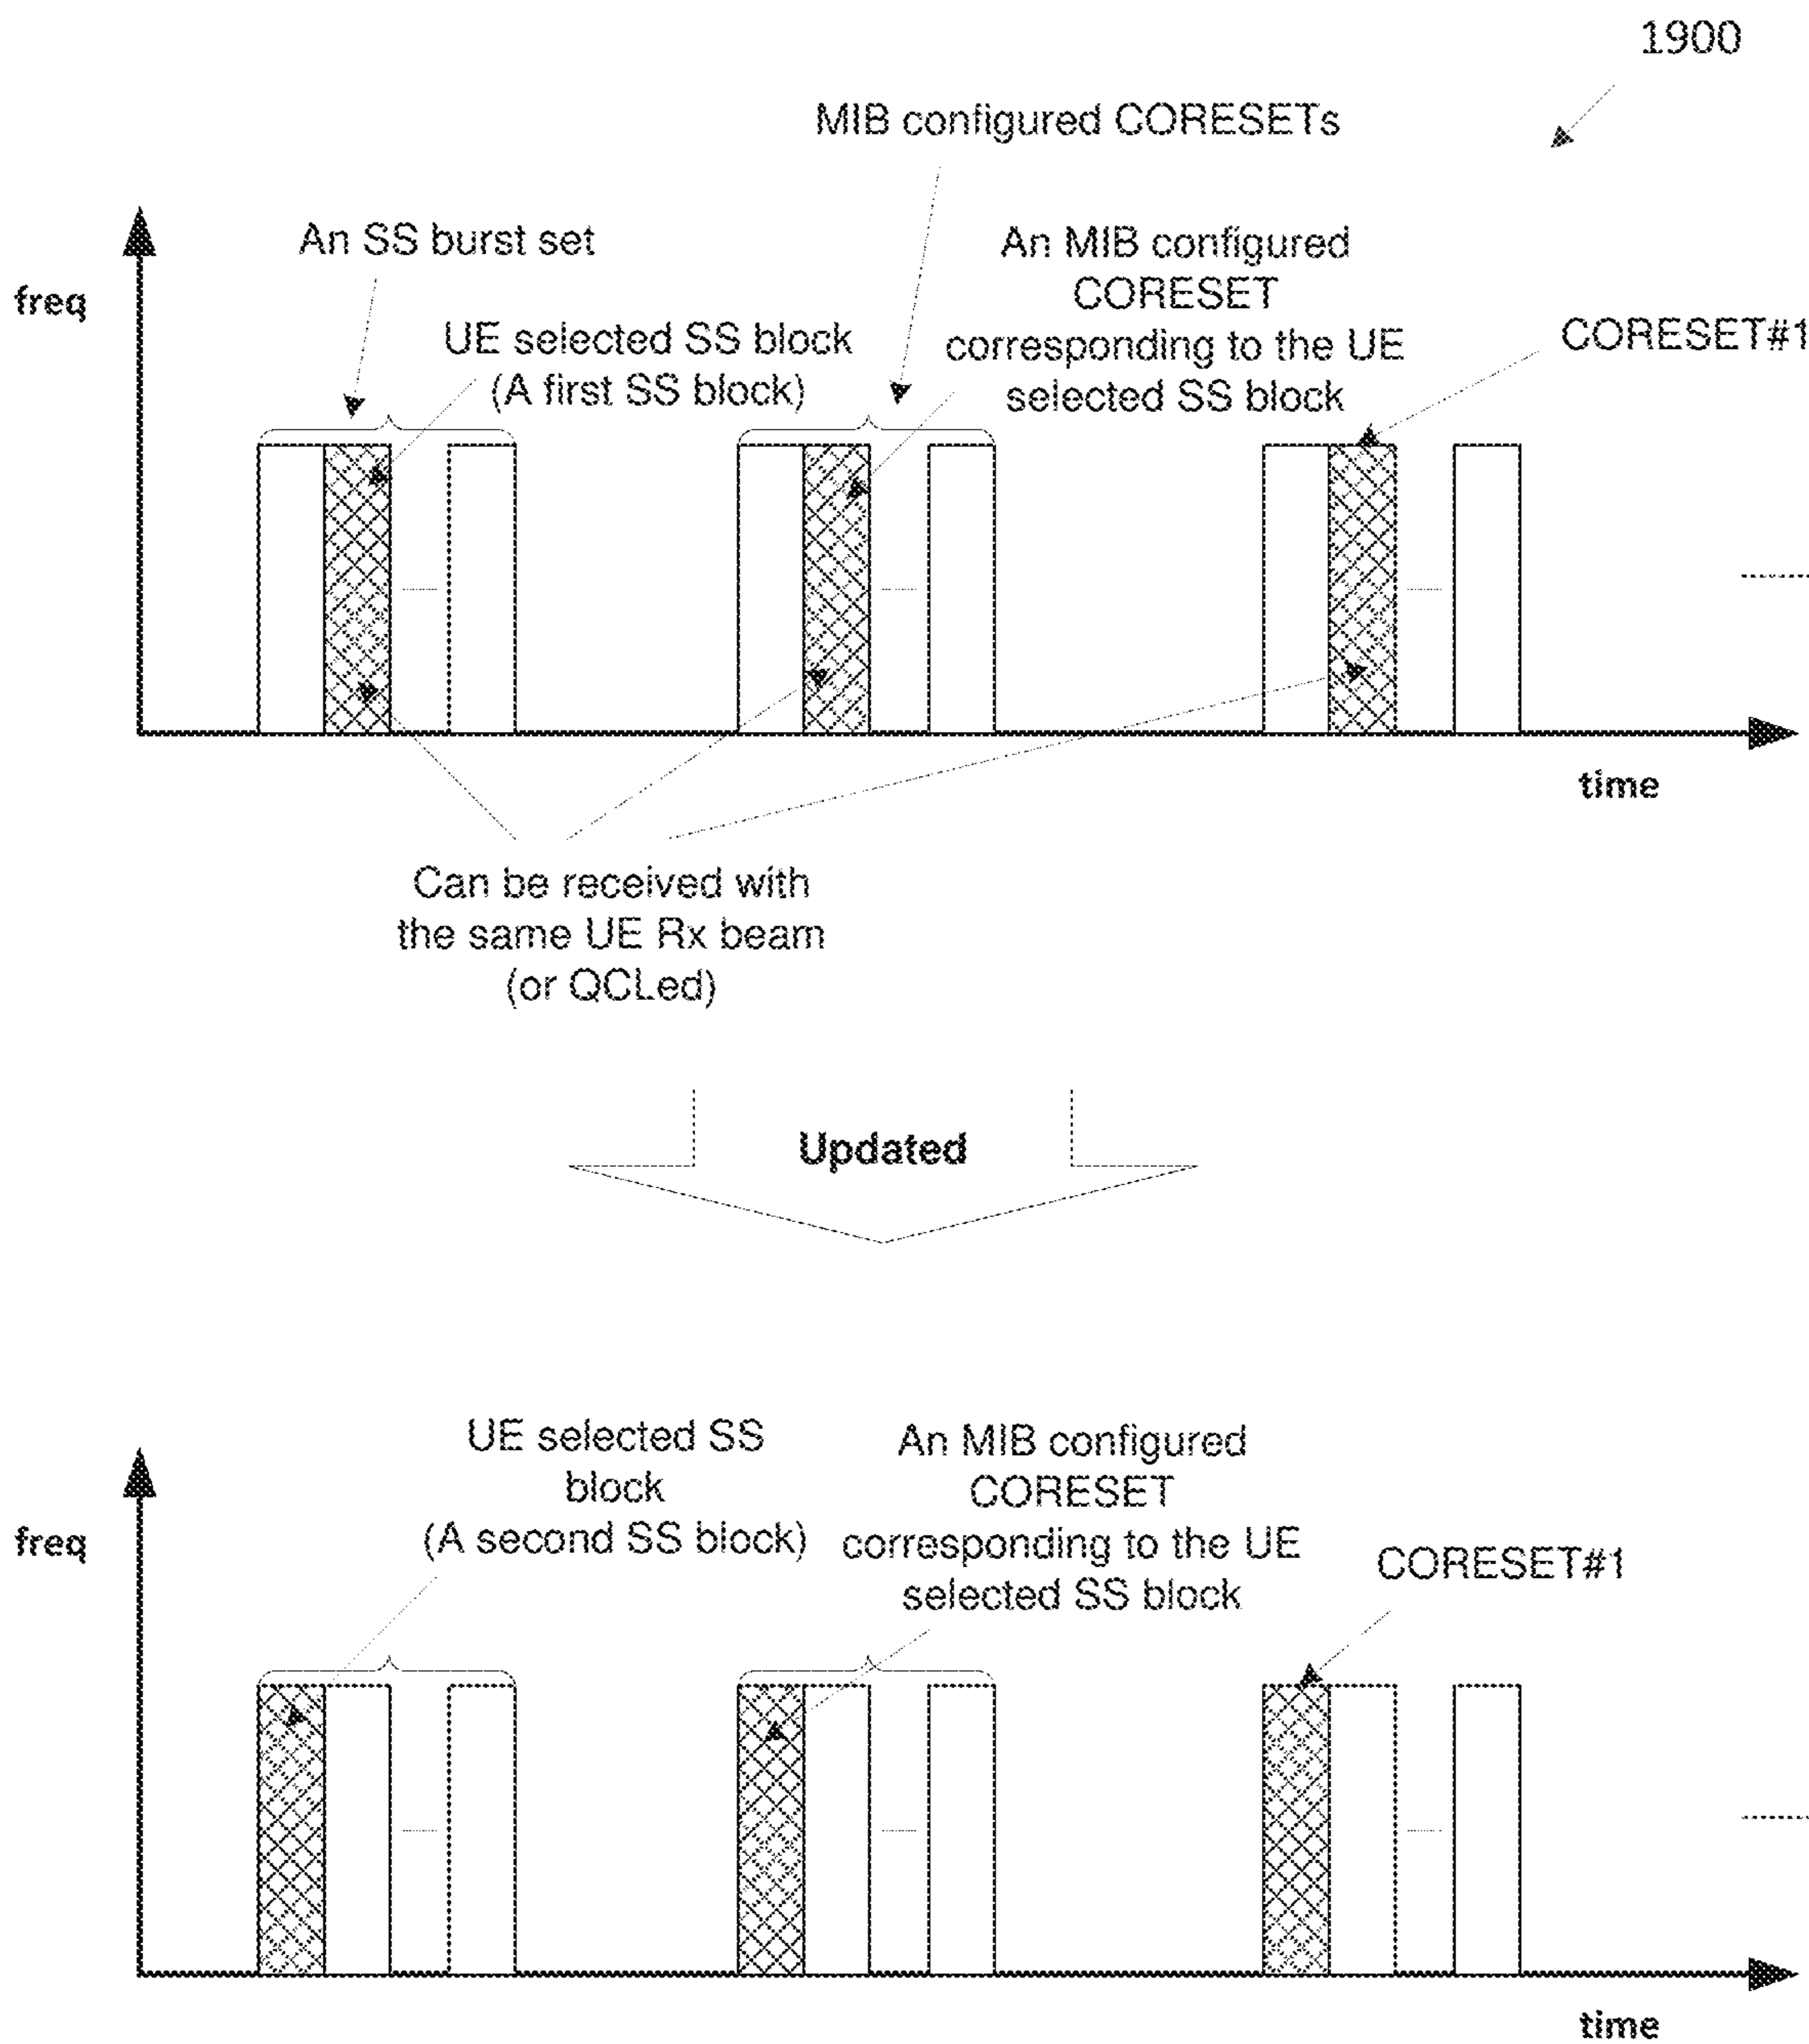 1900
MIB configured CORESETs
An SS burst set
An MIB configured
CORESET
corresponding to the UE
selected SS block
freq
UE selected SS block
(A first SS block)
CORESET#1
time
Can be received with
the same UE Rx beam
(or QCLed)
Updated
UE selected SS
block
(A second SS block)
An MIB configured
CORESET
corresponding to the UE
selected SS block
freq
CORESET#1
time